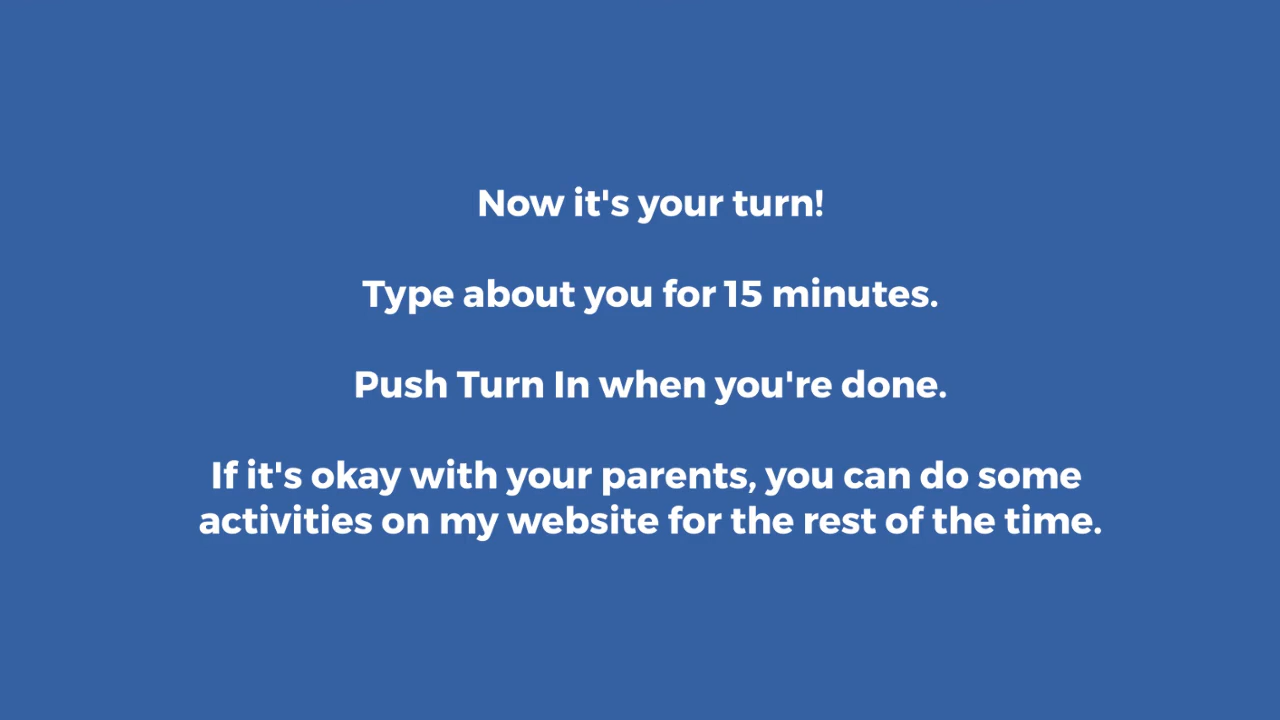 Now it's your turn!
Type about you for 15 minutes.
Push Turn In when you're done.
If it's okay with your parents, you can do some
activities on my website for the rest of the time.